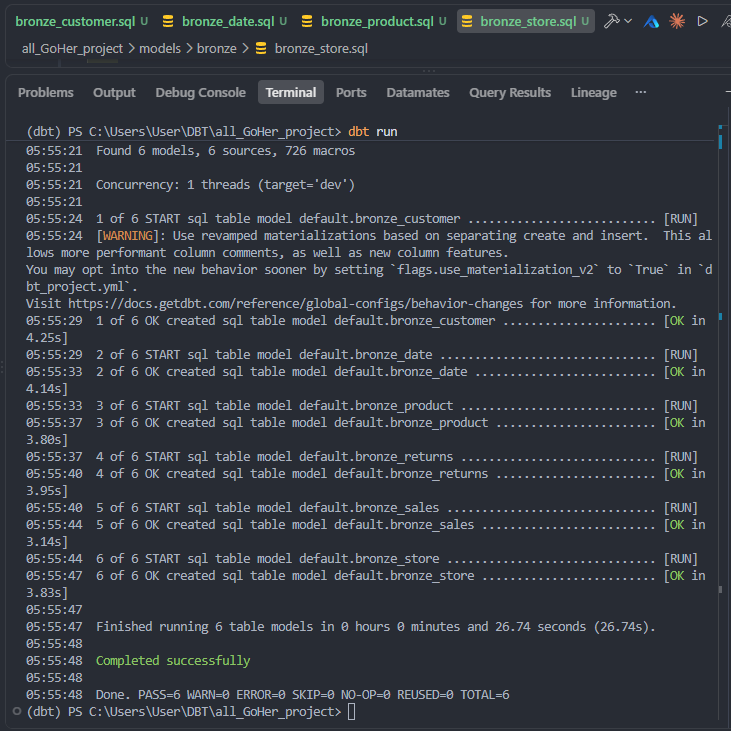 bronze_customer.sql U bronze_date.sql U bronze_product.sql U bronze_store.sql U
all_GoHer_project > models > bronze > bronze_store.sql
Problems Output Debug Console Terminal Ports Datamates Query Results Lineage ...
(dbt) PS C:\Users\User\DBT\all_GoHer_project> dbt run
05:55:21 Found 6 models, 6 sources, 726 macros
05:55:21
05:55:21 Concurrency: 1 threads (target='dev')
05:55:21
05:55:24 1 of 6 START sql table model default.bronze_customer ........................... [RUN]
05:55:24 [WARNING]: Use revamped materializations based on separating create and insert.  This al
lows more performant column comments, as well as new column features.
You may opt into the new behavior sooner by setting `flags.use_materialization_v2` to `True` in `d
bt_project.yml`.
Visit https://docs.getdbt.com/reference/global-configs/behavior-changes for more information.
05:55:29 1 of 6 OK created sql table model default.bronze_customer ...................... [OK in
4.25s]
05:55:29 2 of 6 START sql table model default.bronze_date ............................... [RUN]
05:55:33 2 of 6 OK created sql table model default.bronze_date .......................... [OK in
4.14s]
05:55:33 3 of 6 START sql table model default.bronze_product ............................ [RUN]
05:55:37 3 of 6 OK created sql table model default.bronze_product ....................... [OK in
3.80s]
05:55:37 4 of 6 START sql table model default.bronze_returns ............................ [RUN]
05:55:40 4 of 6 OK created sql table model default.bronze_returns ....................... [OK in
3.95s]
05:55:40 5 of 6 START sql table model default.bronze_sales .............................. [RUN]
05:55:44 5 of 6 OK created sql table model default.bronze_sales ......................... [OK in
3.14s]
05:55:44 6 of 6 START sql table model default.bronze_store .............................. [RUN]
05:55:47 6 of 6 OK created sql table model default.bronze_store ......................... [OK in
3.83s]
05:55:47
05:55:47 Finished running 6 table models in 0 hours 0 minutes and 26.74 seconds (26.74s).
05:55:48
05:55:48 Completed successfully
05:55:48
05:55:48 Done. PASS=6 WARN=0 ERROR=0 SKIP=0 NO-OP=0 REUSED=0 TOTAL=6
(dbt) PS C:\Users\User\DBT\all_GoHer_project>